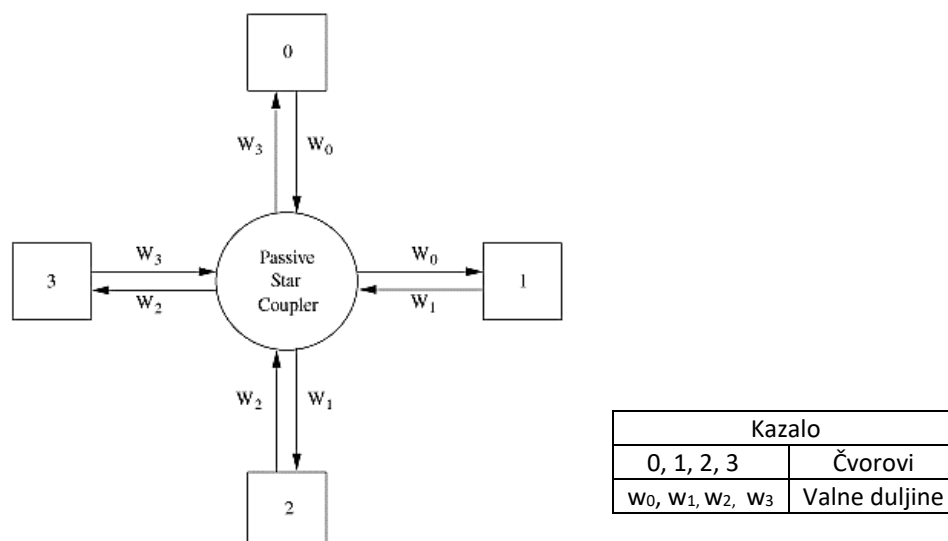 0
W₃ W₀
3
W₃
W₂
Passive
Star
Coupler
W₀
W₁
1
W₂ W₁
2
Kazalo
0, 1, 2, 3 Čvorovi
w₀, w₁, w₂, w₃ Valne duljine